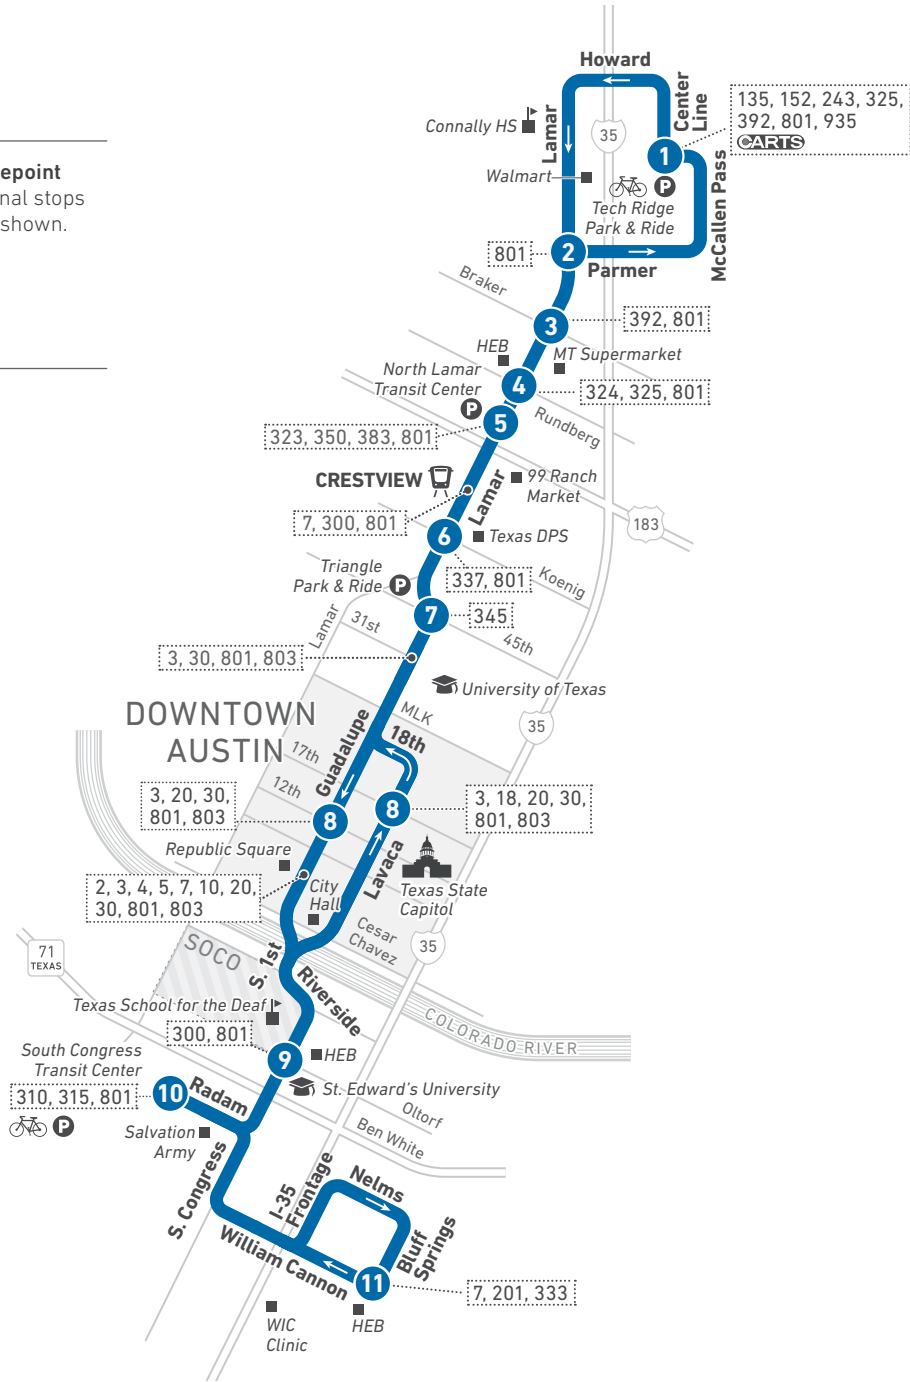 Howard
Center
Line
135, 152, 243, 325,
392, 801, 935
CARTS
Connally HS
Lamar
35
epoint
nal stops
shown.
1
Walmart
P
Tech Ridge
Park & Ride
McCallen Pass
801
2
Parmer
Braker
3
392, 801
HEB
MT Supermarket
North Lamar
Transit Center
4
324, 325, 801
P
5
Rundberg
323, 350, 383, 801
CRESTVIEW
Lamar
99 Ranch
Market
7, 300, 801
183
6
Texas DPS
Triangle
Park & Ride
P
337, 801
Koenig
7
345
Lamar
31st
45th
3, 30, 801, 803
University of Texas
DOWNTOWN
AUSTIN
MLK
35
Guadalupe
18th
17th
12th
3, 20, 30,
801, 803
8
8
3, 18, 20, 30,
801, 803
Republic Square
Lavaca
2, 3, 4, 5, 7, 10, 20,
30, 801, 803
City
Hall
Texas State
Capitol
Cesar
Chavez
35
71
TEXAS
SOCO
S. 1st
Riverside
Texas School for the Deaf
COLORADO RIVER
300, 801
9
HEB
South Congress
Transit Center
310, 315, 801
10
Radam
St. Edward's University
P
Oltorf
Salvation
Army
Ben White
S. Congress
I-35
Frontage
Nelms
Bluff
Springs
William Cannon
11
7, 201, 333
WIC
Clinic
HEB